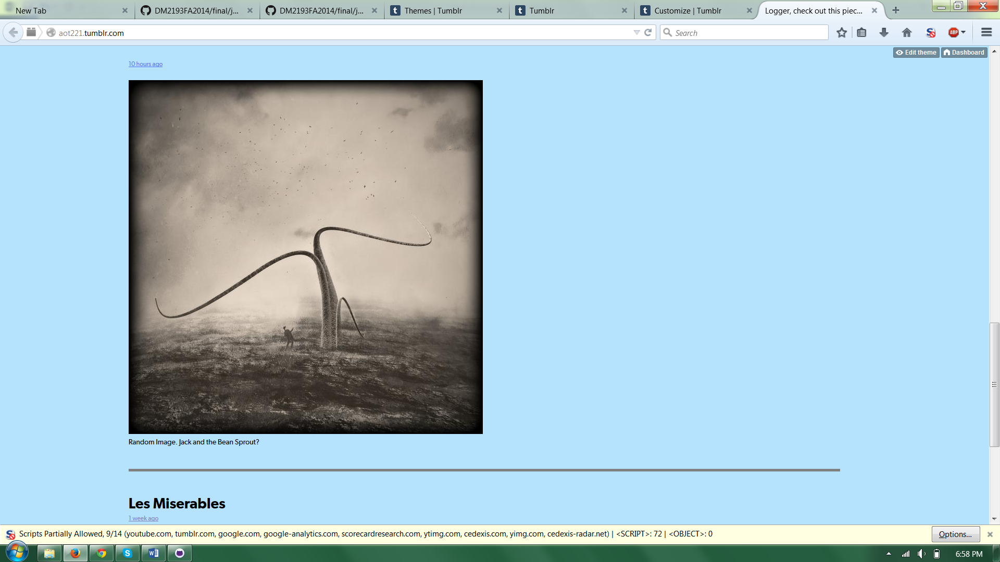 New Tab
DM2193FA2014/final/j...
DM2193FA2014/final/j...
Themes | Tumblr
Tumblr
Customize | Tumblr
Logger, check out this piec...
aot221.tumblr.com
Search
ABP
Edit theme
Dashboard
10 hours ago
Random Image. Jack and the Bean Sprout?
Les Miserables
1 week ago
Scripts Partially Allowed, 9/14 (youtube.com, tumblr.com, google.com, google-analytics.com, scorecardresearch.com, ytimg.com, cedexis.com, yimg.com, cedexis-radar.net) | <SCRIPT>: 72 | <OBJECT>: 0
Options...
6:58 PM